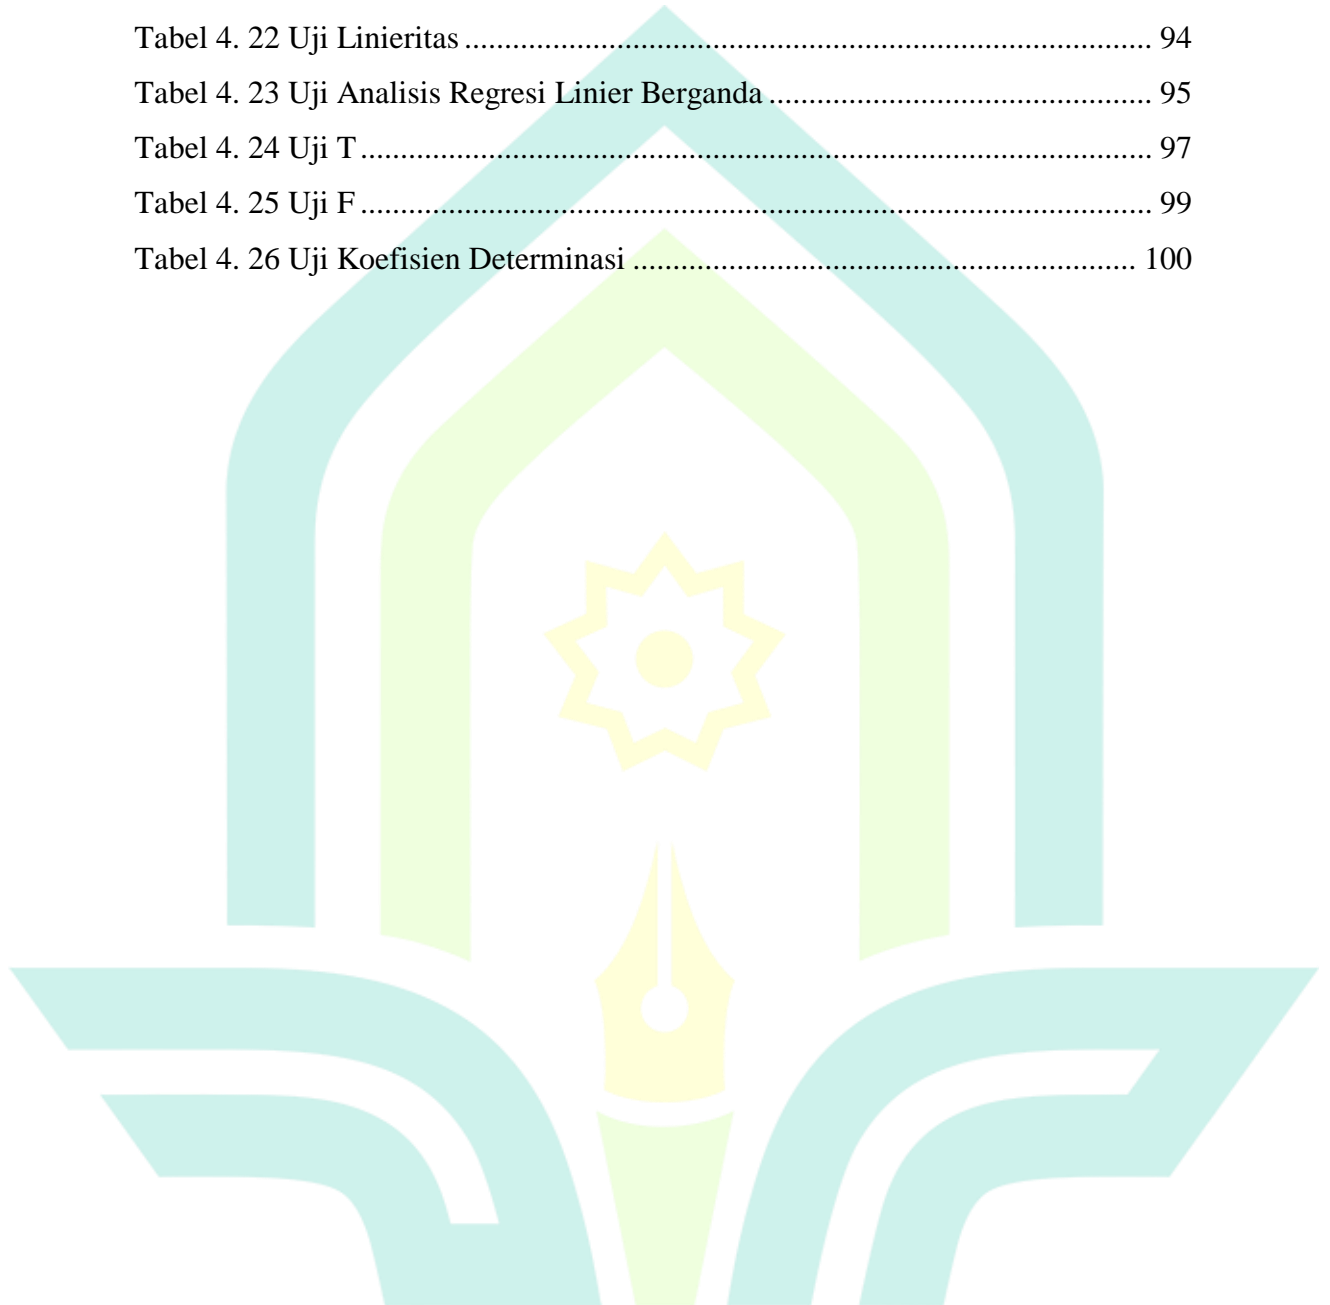 Tabel 4. 22 Uji Linieritas ...................................................................................... 94
Tabel 4. 23 Uji Analisis Regresi Linier Berganda ................................................ 95
Tabel 4. 24 Uji T ................................................................................................... 97
Tabel 4. 25 Uji F ................................................................................................... 99
Tabel 4. 26 Uji Koefisien Determinasi ............................................................... 100